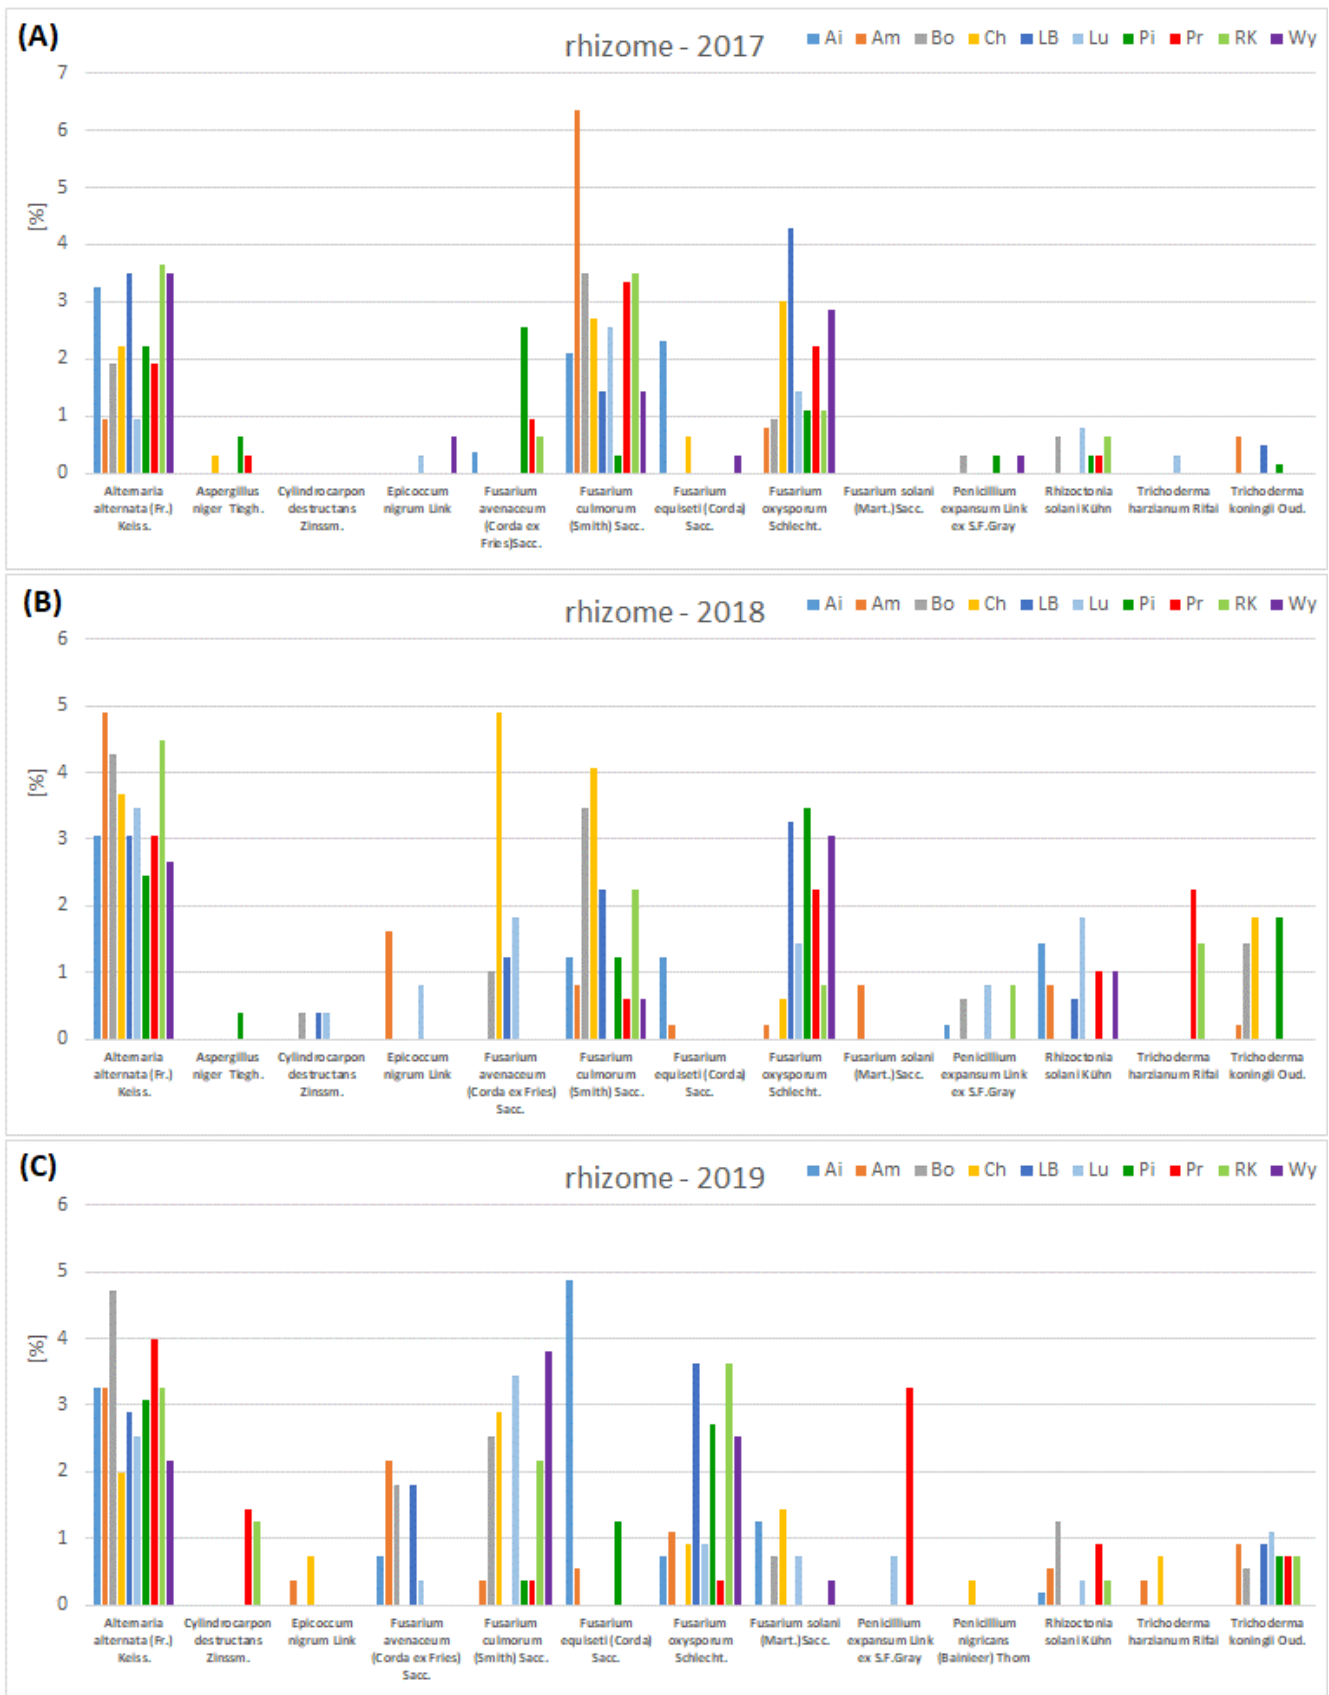 (A)
rhizome - 2017
Ai Am Bo Ch LB Lu Pi Pr RK Wy
[%]
7
6
5
4
3
2
1
0
Alternaria alternata (Fr.) Keiss.
Aspergillus niger Tiegh.
Cylindrocarpon destructans Zinssm.
Epicoccum nigrum Link
Fusarium avenaceum (Corda ex Fries)Sacc.
Fusarium culmorum (Smith) Sacc.
Fusarium equiseti (Corda) Sacc.
Fusarium oxysporum Schlecht.
Fusarium solani (Mart.)Sacc.
Penicillium expansum Link ex S.F.Gray
Rhizoctonia solani Kühn
Trichoderma harzianum Rifai
Trichoderma koningii Oud.
(B)
rhizome - 2018
Ai Am Bo Ch LB Lu Pi Pr RK Wy
[%]
6
5
4
3
2
1
0
Alternaria alternata (Fr.) Keiss.
Aspergillus niger Tiegh.
Cylindrocarpon destructans Zinssm.
Epicoccum nigrum Link
Fusarium avenaceum (Corda ex Fries) Sacc.
Fusarium culmorum (Smith) Sacc.
Fusarium equiseti (Corda) Sacc.
Fusarium oxysporum Schlecht.
Fusarium solani (Mart.)Sacc.
Penicillium expansum Link ex S.F.Gray
Rhizoctonia solani Kühn
Trichoderma harzianum Rifai
Trichoderma koningii Oud.
(C)
rhizome - 2019
Ai Am Bo Ch LB Lu Pi Pr RK Wy
[%]
6
5
4
3
2
1
0
Alternaria alternata (Fr.) Keiss.
Cylindrocarpon destructans Zinssm.
Epicoccum nigrum Link
Fusarium avenaceum (Corda ex Fries) Sacc.
Fusarium culmorum (Smith) Sacc.
Fusarium equiseti (Corda) Sacc.
Fusarium oxysporum Schlecht.
Fusarium solani (Mart.)Sacc.
Penicillium expansum Link ex S.F.Gray
Penicillium nigricans (Bainieer) Thom
Rhizoctonia solani Kühn
Trichoderma harzianum Rifai
Trichoderma koningii Oud.